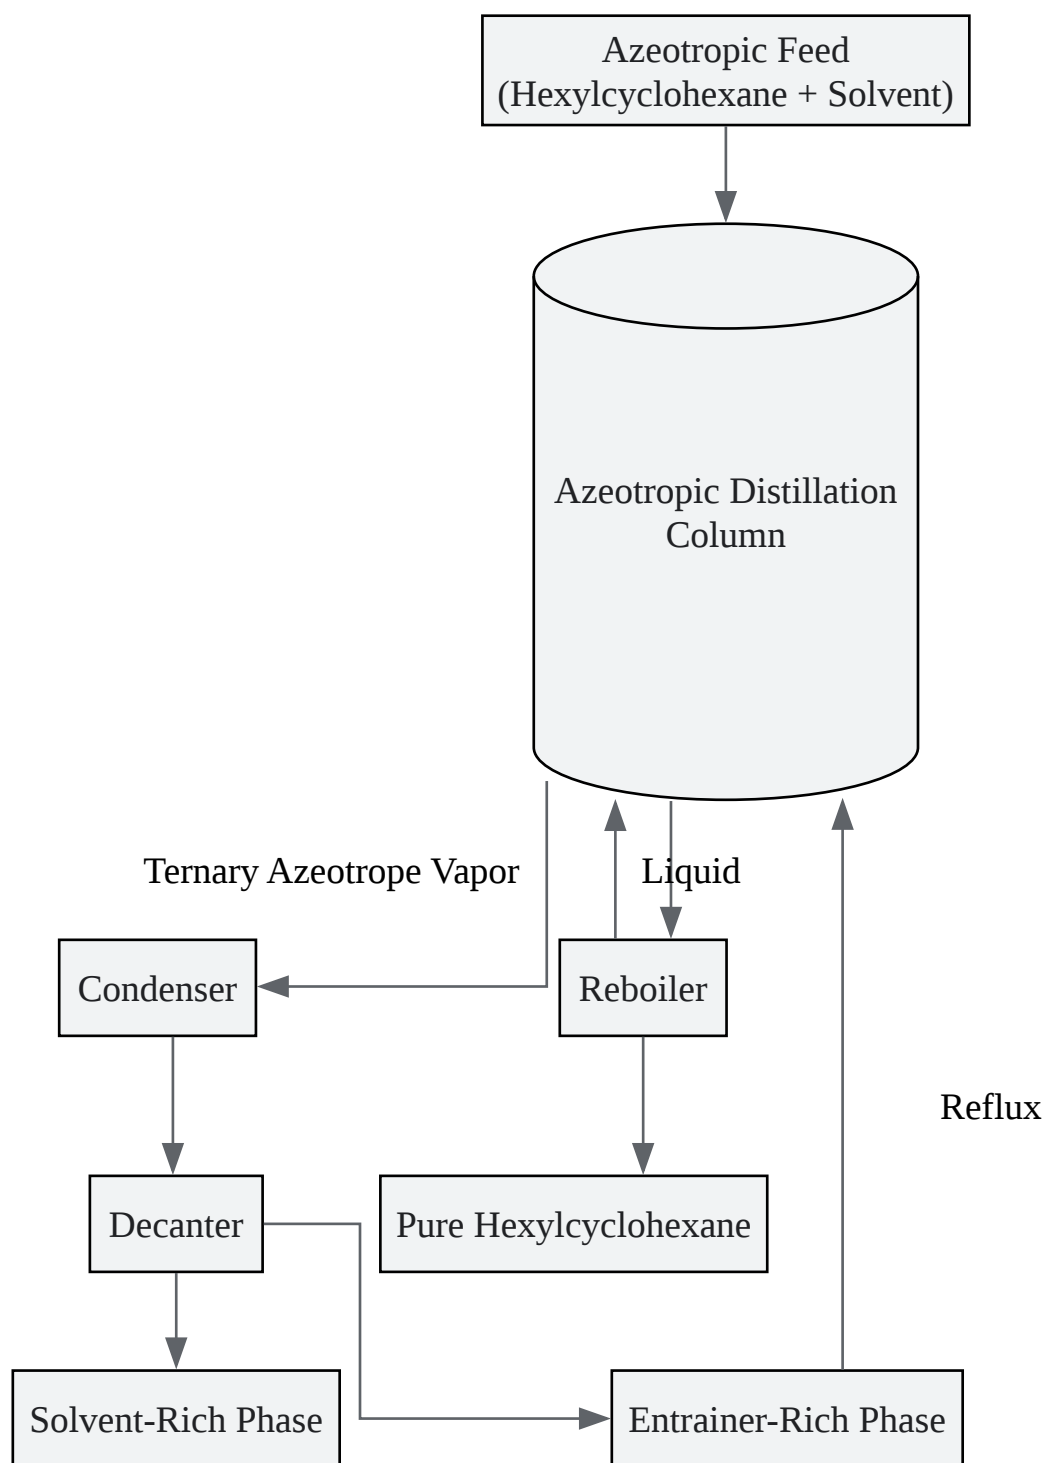 Azeotropic Feed
(Hexylcyclohexane + Solvent)
Azeotropic Distillation
Column
Ternary Azeotrope Vapor
Liquid
Condenser
Reboiler
Reflux
Decanter
Pure Hexylcyclohexane
Solvent-Rich Phase
Entrainer-Rich Phase